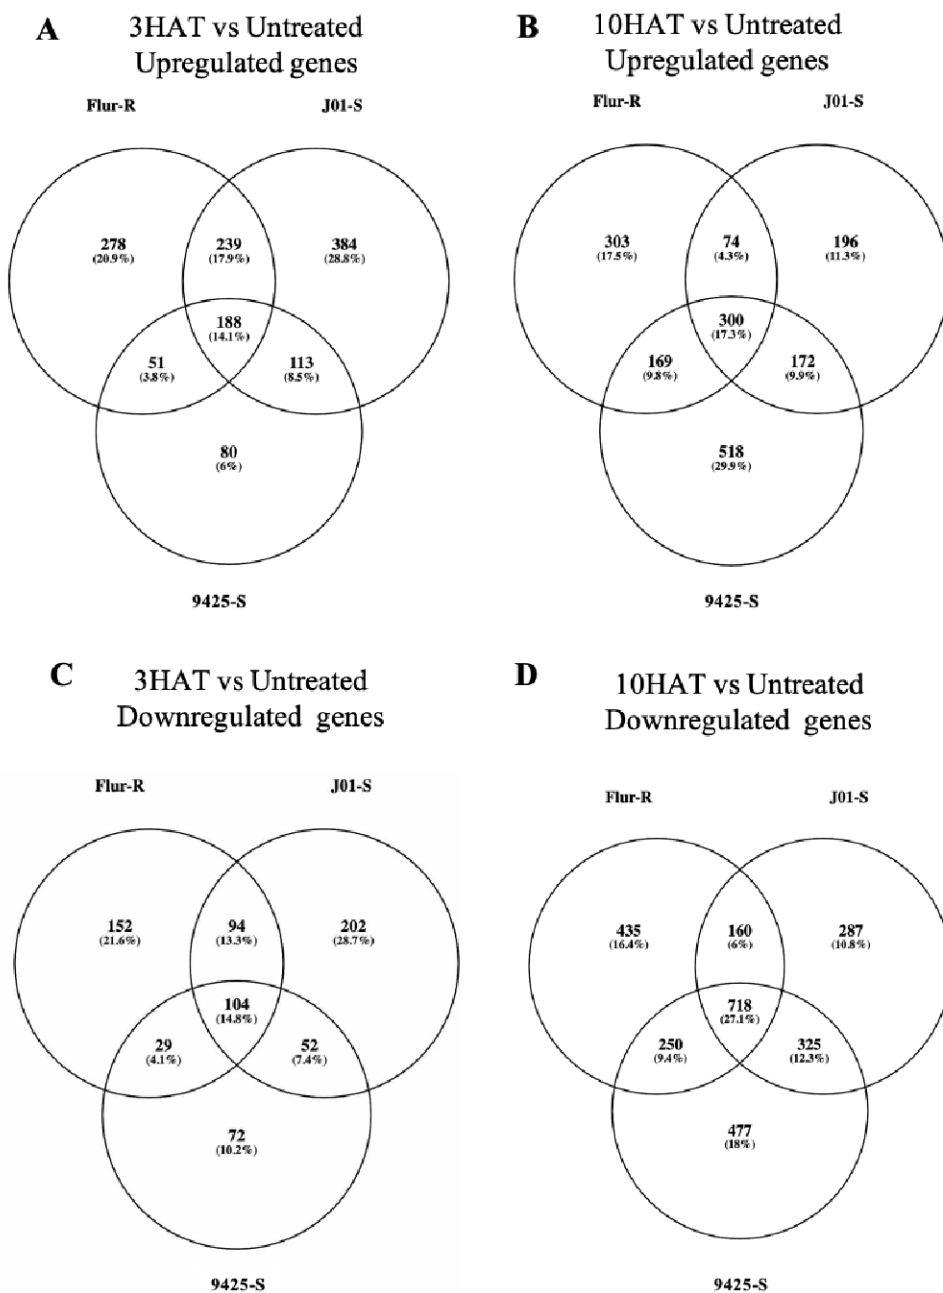 A
3HAT vs Untreated
Upregulated genes
Flur-R
J01-S
278
(20.9%)
239
(17.9%)
384
(28.8%)
188
(14.1%)
51
(3.8%)
113
(8.5%)
80
(6%)
9425-S
B
10HAT vs Untreated
Upregulated genes
Flur-R
J01-S
303
(17.5%)
74
(4.3%)
196
(11.3%)
300
(17.3%)
169
(9.8%)
172
(9.9%)
518
(29.9%)
9425-S
C
3HAT vs Untreated
Downregulated genes
Flur-R
J01-S
152
(21.6%)
94
(13.3%)
202
(28.7%)
104
(14.8%)
29
(4.1%)
52
(7.4%)
72
(10.2%)
9425-S
D
10HAT vs Untreated
Downregulated genes
Flur-R
J01-S
435
(16.4%)
160
(6%)
287
(10.8%)
718
(27.1%)
250
(9.4%)
325
(12.3%)
477
(18%)
9425-S